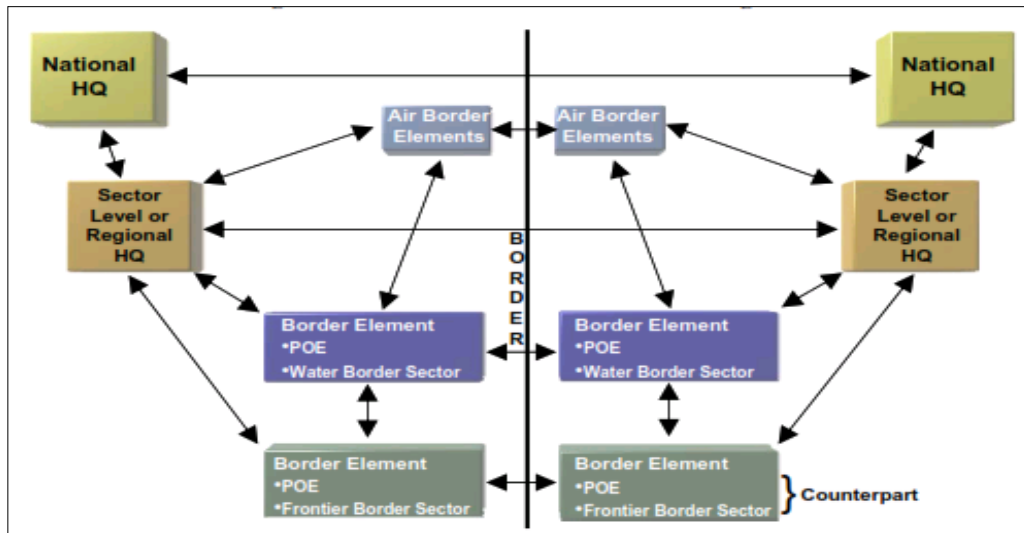 National
HQ
National
HQ
Air Border
Elements
Air Border
Elements
Sector
Level or
Regional
HQ
Sector
Level or
Regional
HQ
BORDER
Border Element
•POE
•Water Border Sector
Border Element
•POE
•Water Border Sector
Border Element
•POE
•Frontier Border Sector
Border Element
•POE
•Frontier Border Sector
} Counterpart